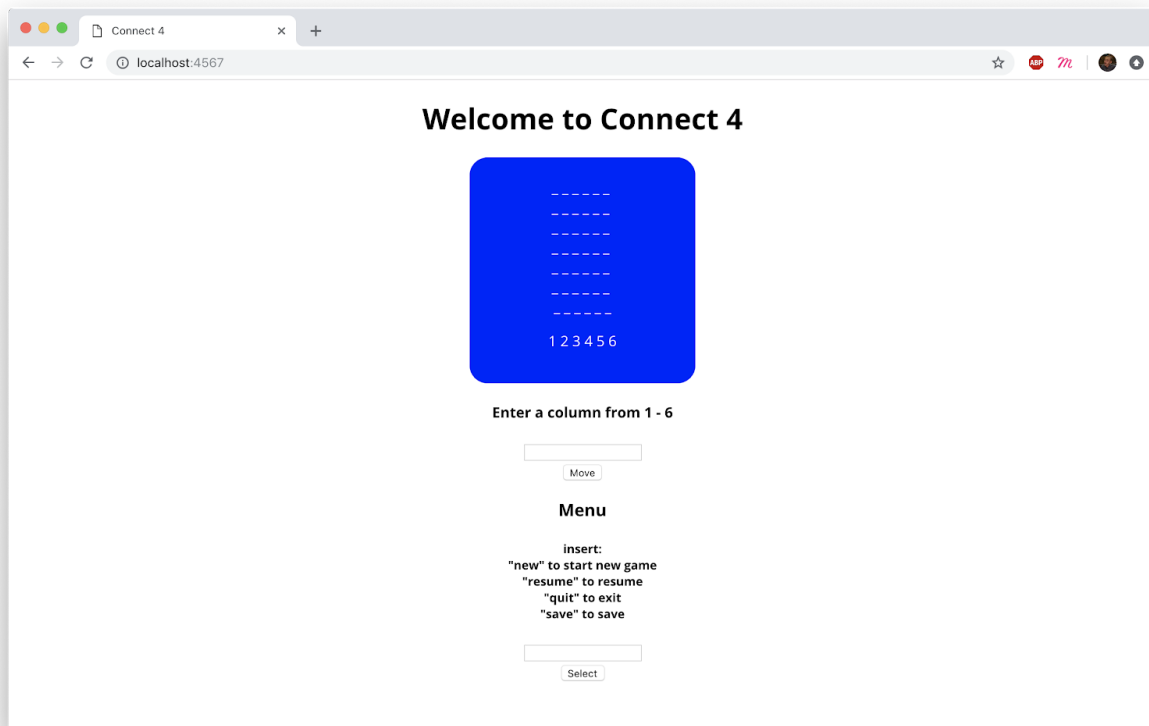 Connect 4
localhost:4567
ABP
Welcome to Connect 4
_ _ _ _ _ _
_ _ _ _ _ _
_ _ _ _ _ _
_ _ _ _ _ _
_ _ _ _ _ _
_ _ _ _ _ _
_ _ _ _ _ _
1 2 3 4 5 6
Enter a column from 1 - 6
Move
Menu
insert:
"new" to start new game
"resume" to resume
"quit" to exit
"save" to save
Select